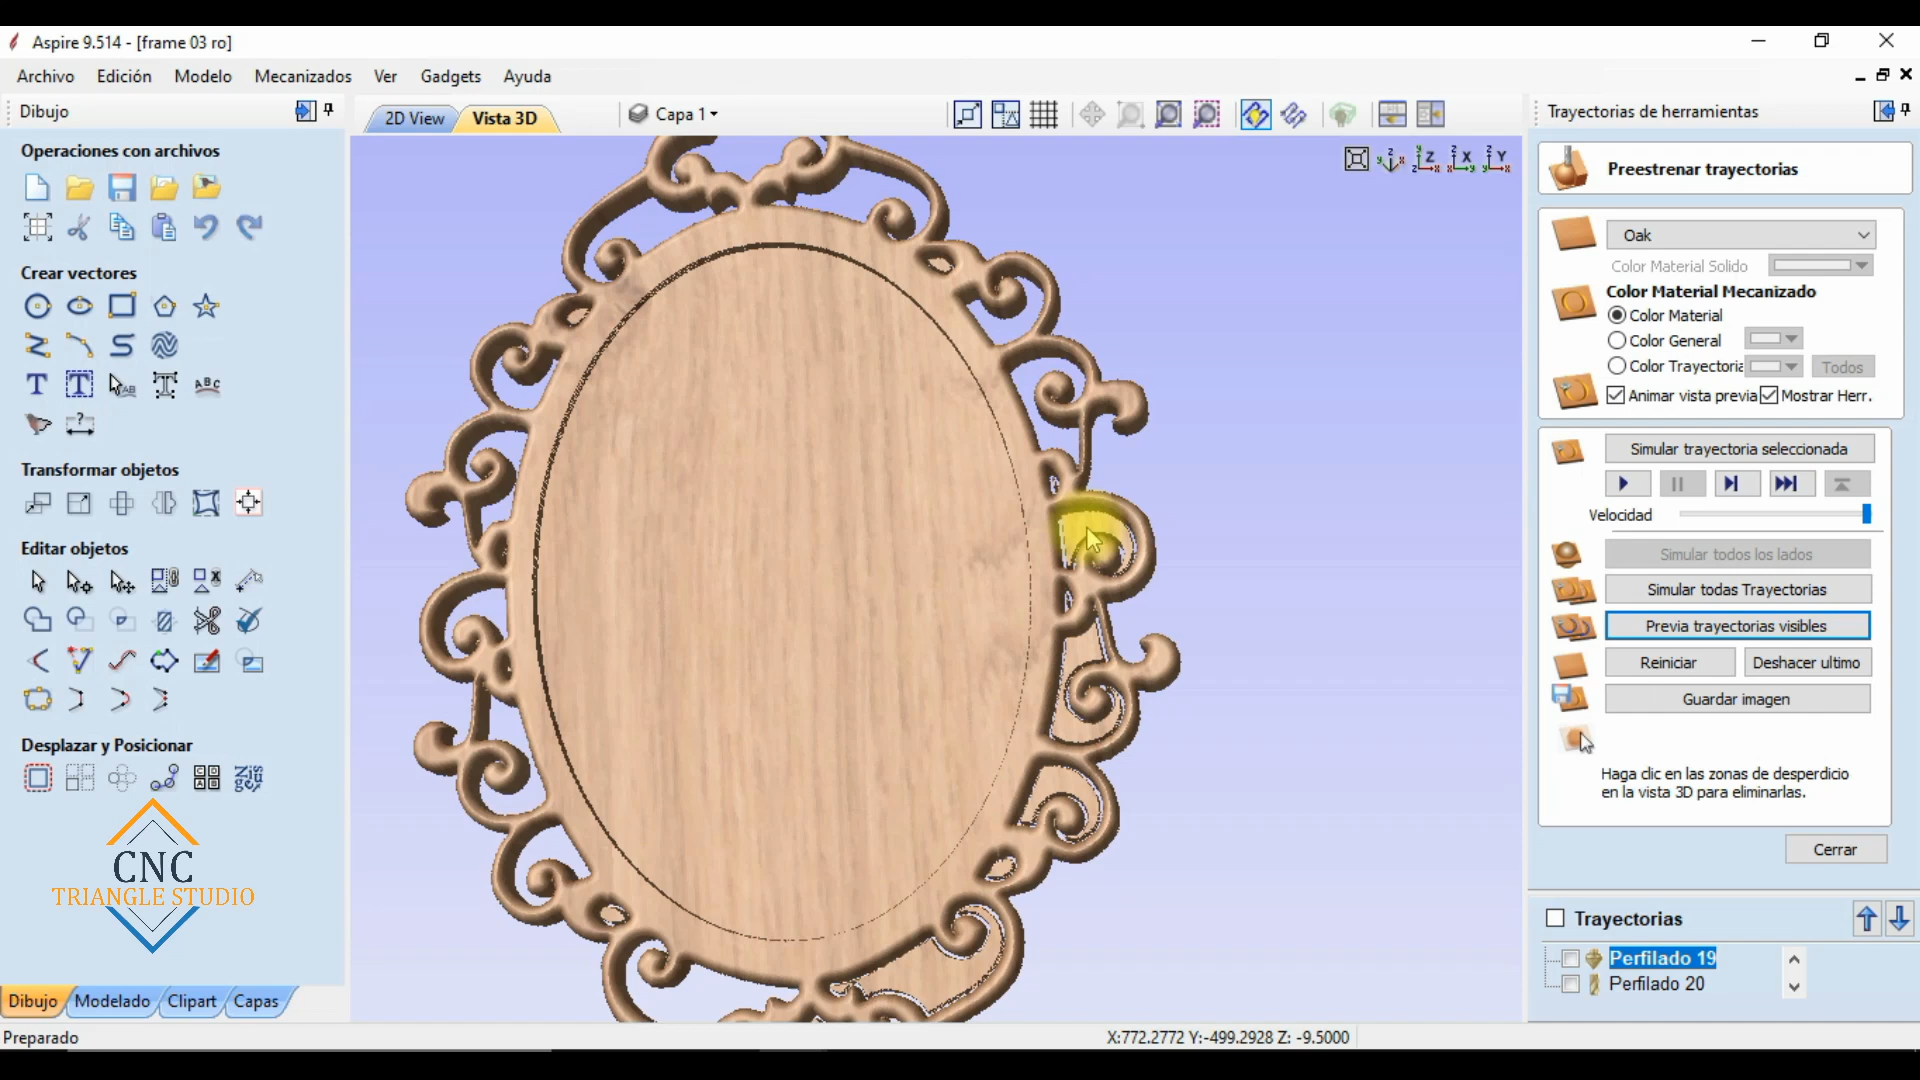 Aspire 9.514 - [frame 03 ro]
Archivo Edición Modelo Mecanizados Ver Gadgets Ayuda
Dibujo
Operaciones con archivos
Crear vectores
Transformar objetos
Editar objetos
Desplazar y Posicionar
CNC
TRIANGLE STUDIO
Dibujo Modelado Clipart Capas
Preparado
2D View Vista 3D
Capa 1
X:772.2772 Y:-499.2928 Z: -9.5000
Trayectorias de herramientas
Preestrenar trayectorias
Oak
Color Material Solido
Color Material Mecanizado
Color Material
Color General
Color Trayectoria Todos
Animar vista previa Mostrar Herr.
Simular trayectoria seleccionada
Velocidad
Simular todos los lados
Simular todas Trayectorias
Previa trayectorias visibles
Reiniciar Deshacer ultimo
Guardar imagen
Haga clic en las zonas de desperdicio
en la vista 3D para eliminarlas.
Cerrar
Trayectorias
Perfilado 19
Perfilado 20